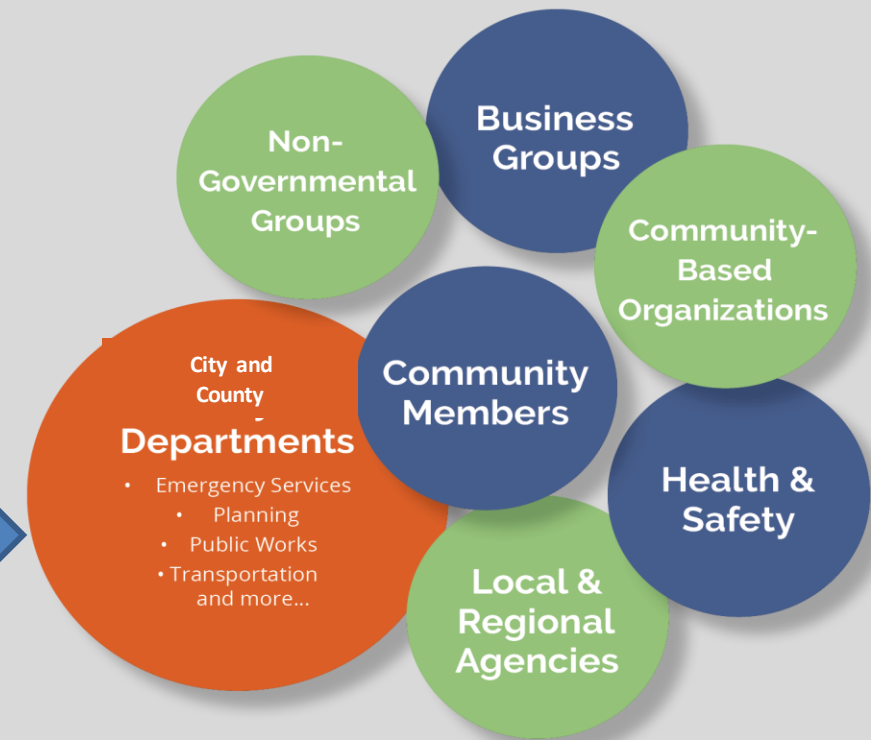 Non-
Governmental
Groups
Business
Groups
Community-
Based
Organizations
City and
County
Departments
• Emergency Services
• Planning
• Public Works
• Transportation
and more...
Community
Members
Health &
Safety
Local &
Regional
Agencies